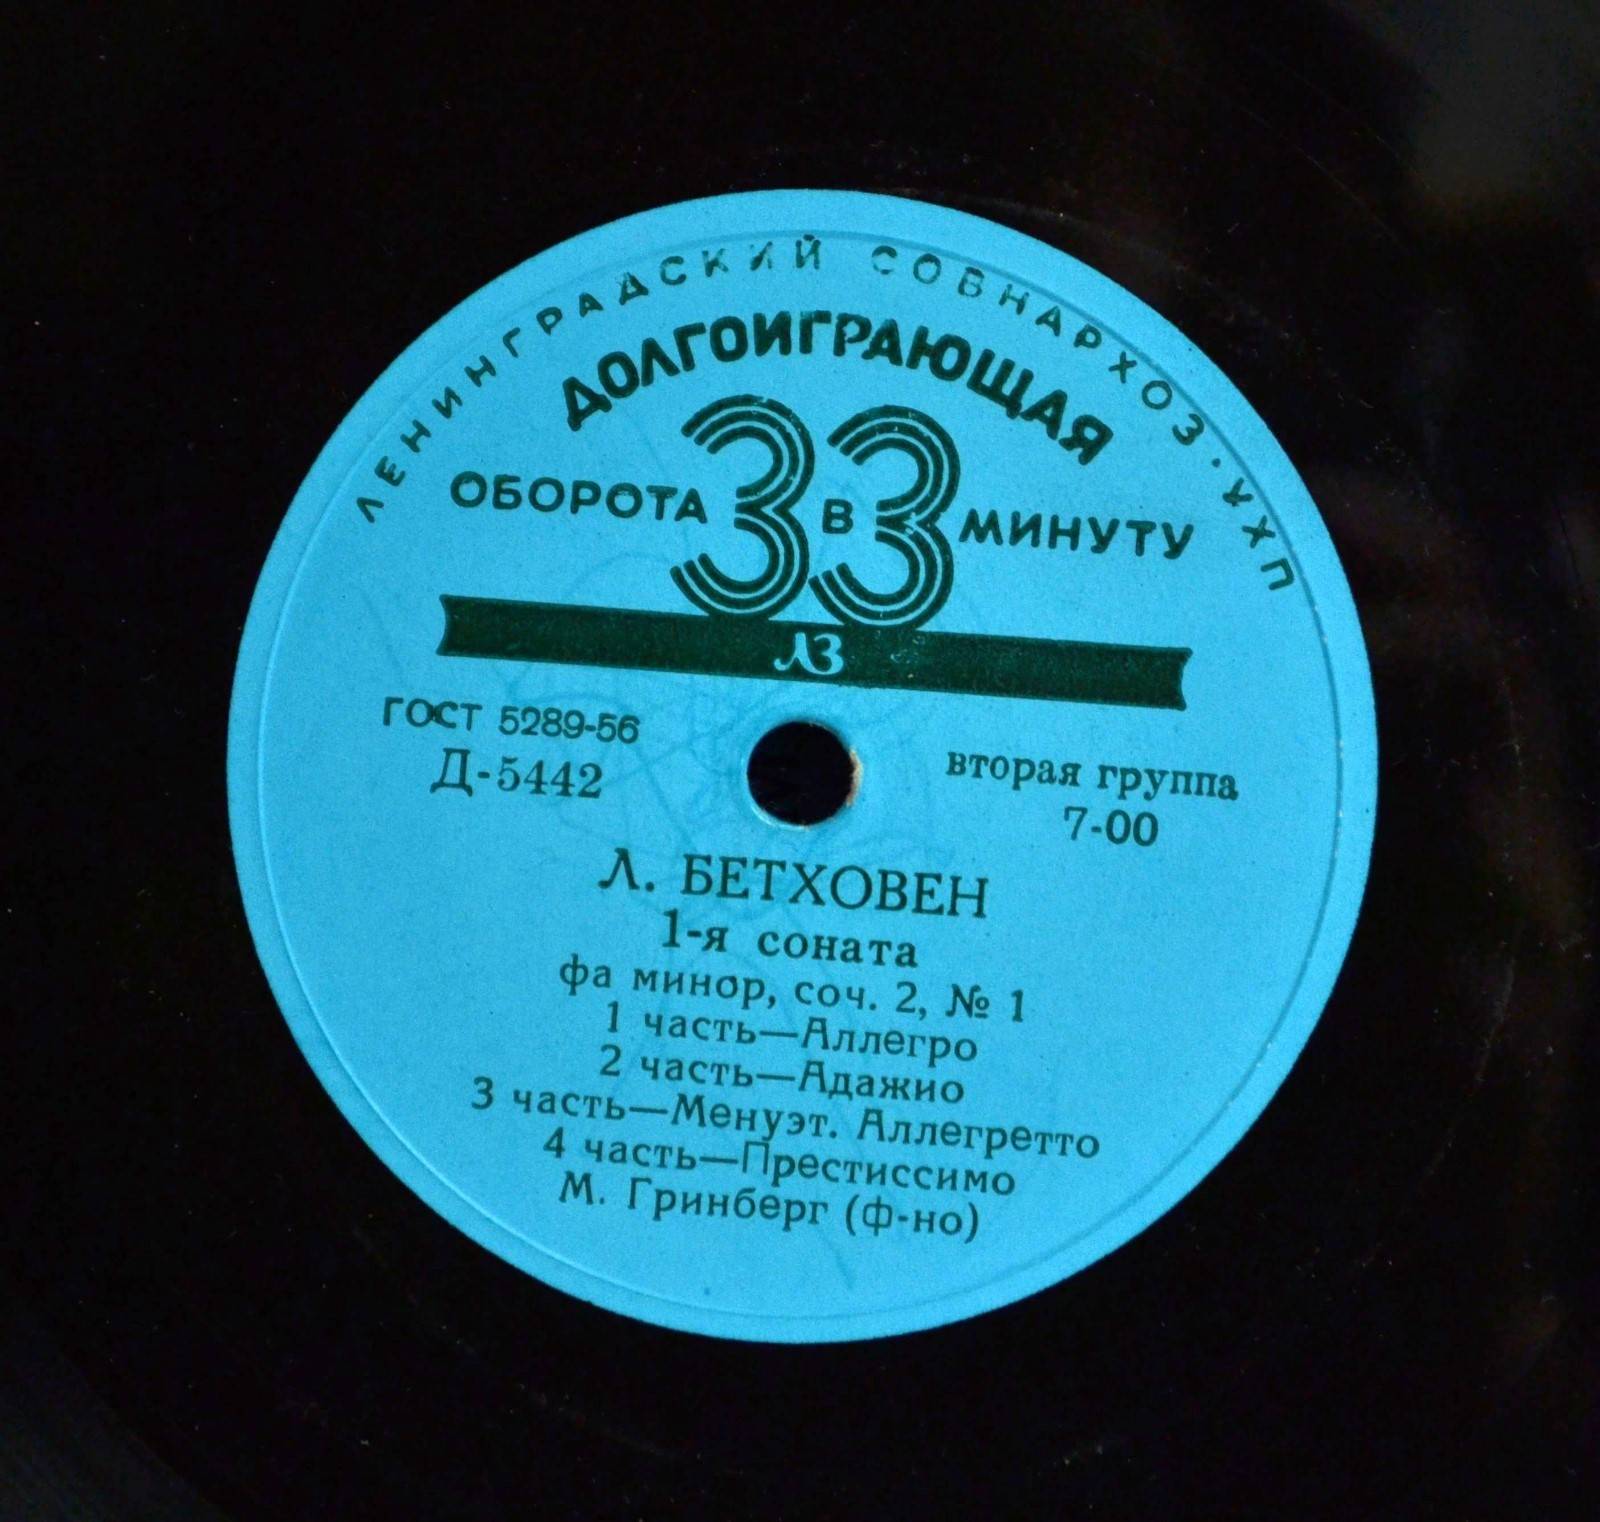 ЛЕНИНГРАДСКИЙ СОВНАРХОЗ · УХП
ДОЛГОИГРАЮЩАЯ
ОБОРОТА 33 В МИНУТУ
ЛЗ
ГОСТ 5289-56
Д-5442
вторая группа
7-00
Л. БЕТХОВЕН
1-я соната
фа минор, соч. 2, № 1
1 часть—Аллегро
2 часть—Адажио
3 часть—Менуэт. Аллегретто
4 часть—Престиссимо
М. Гринберг (ф-но)